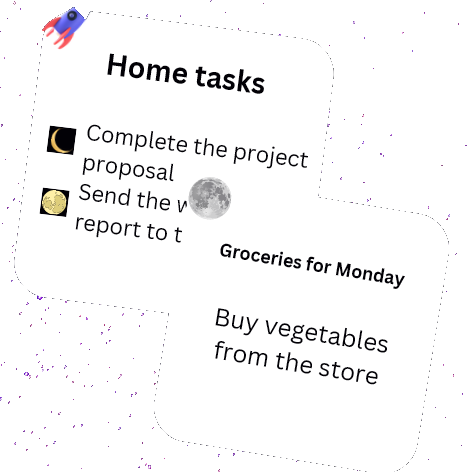 Home tasks
Complete the project
proposal
Send the
report to t
Groceries for Monday
Buy vegetables
from the store